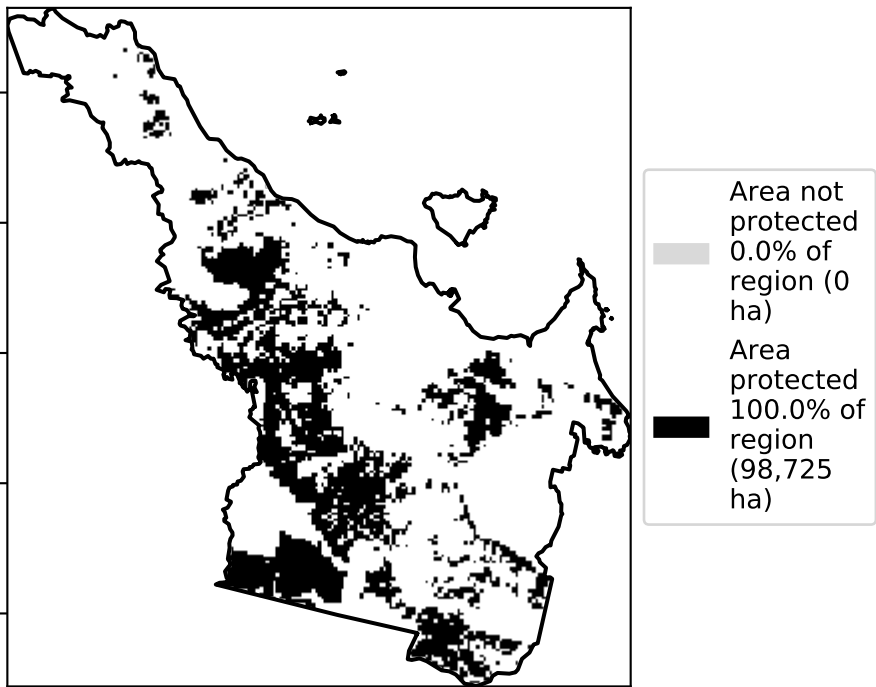 Area not
protected
0.0% of
region (0
ha)
Area
protected
100.0% of
region
(98,725
ha)